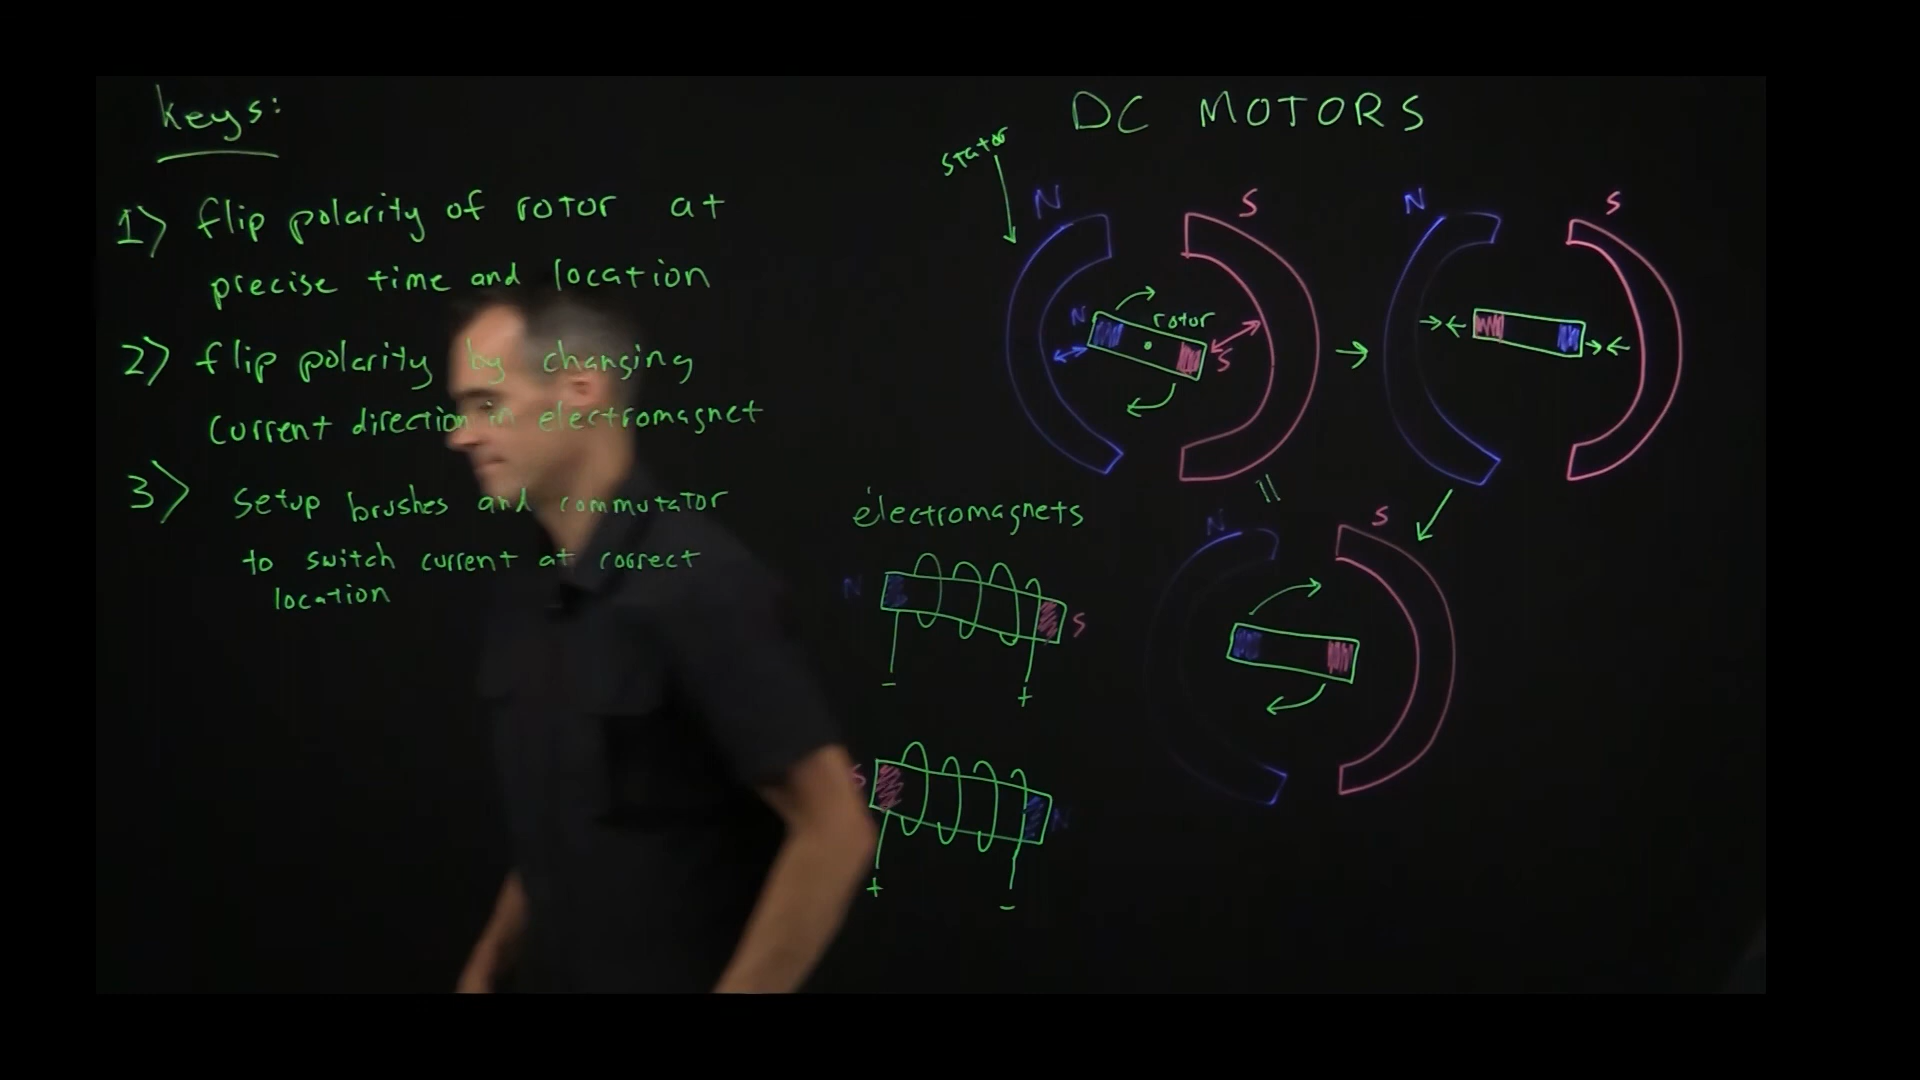 keys:
1) flip polarity of rotor at
precise time and location
2) flip polarity by changing
current direction in electromagnet
3) setup brushes and commutator
to switch current at correct
location
DC MOTORS
stator
N S
N S
N rotor
S
electromagnets
N S
- +
S N
+ -
N S